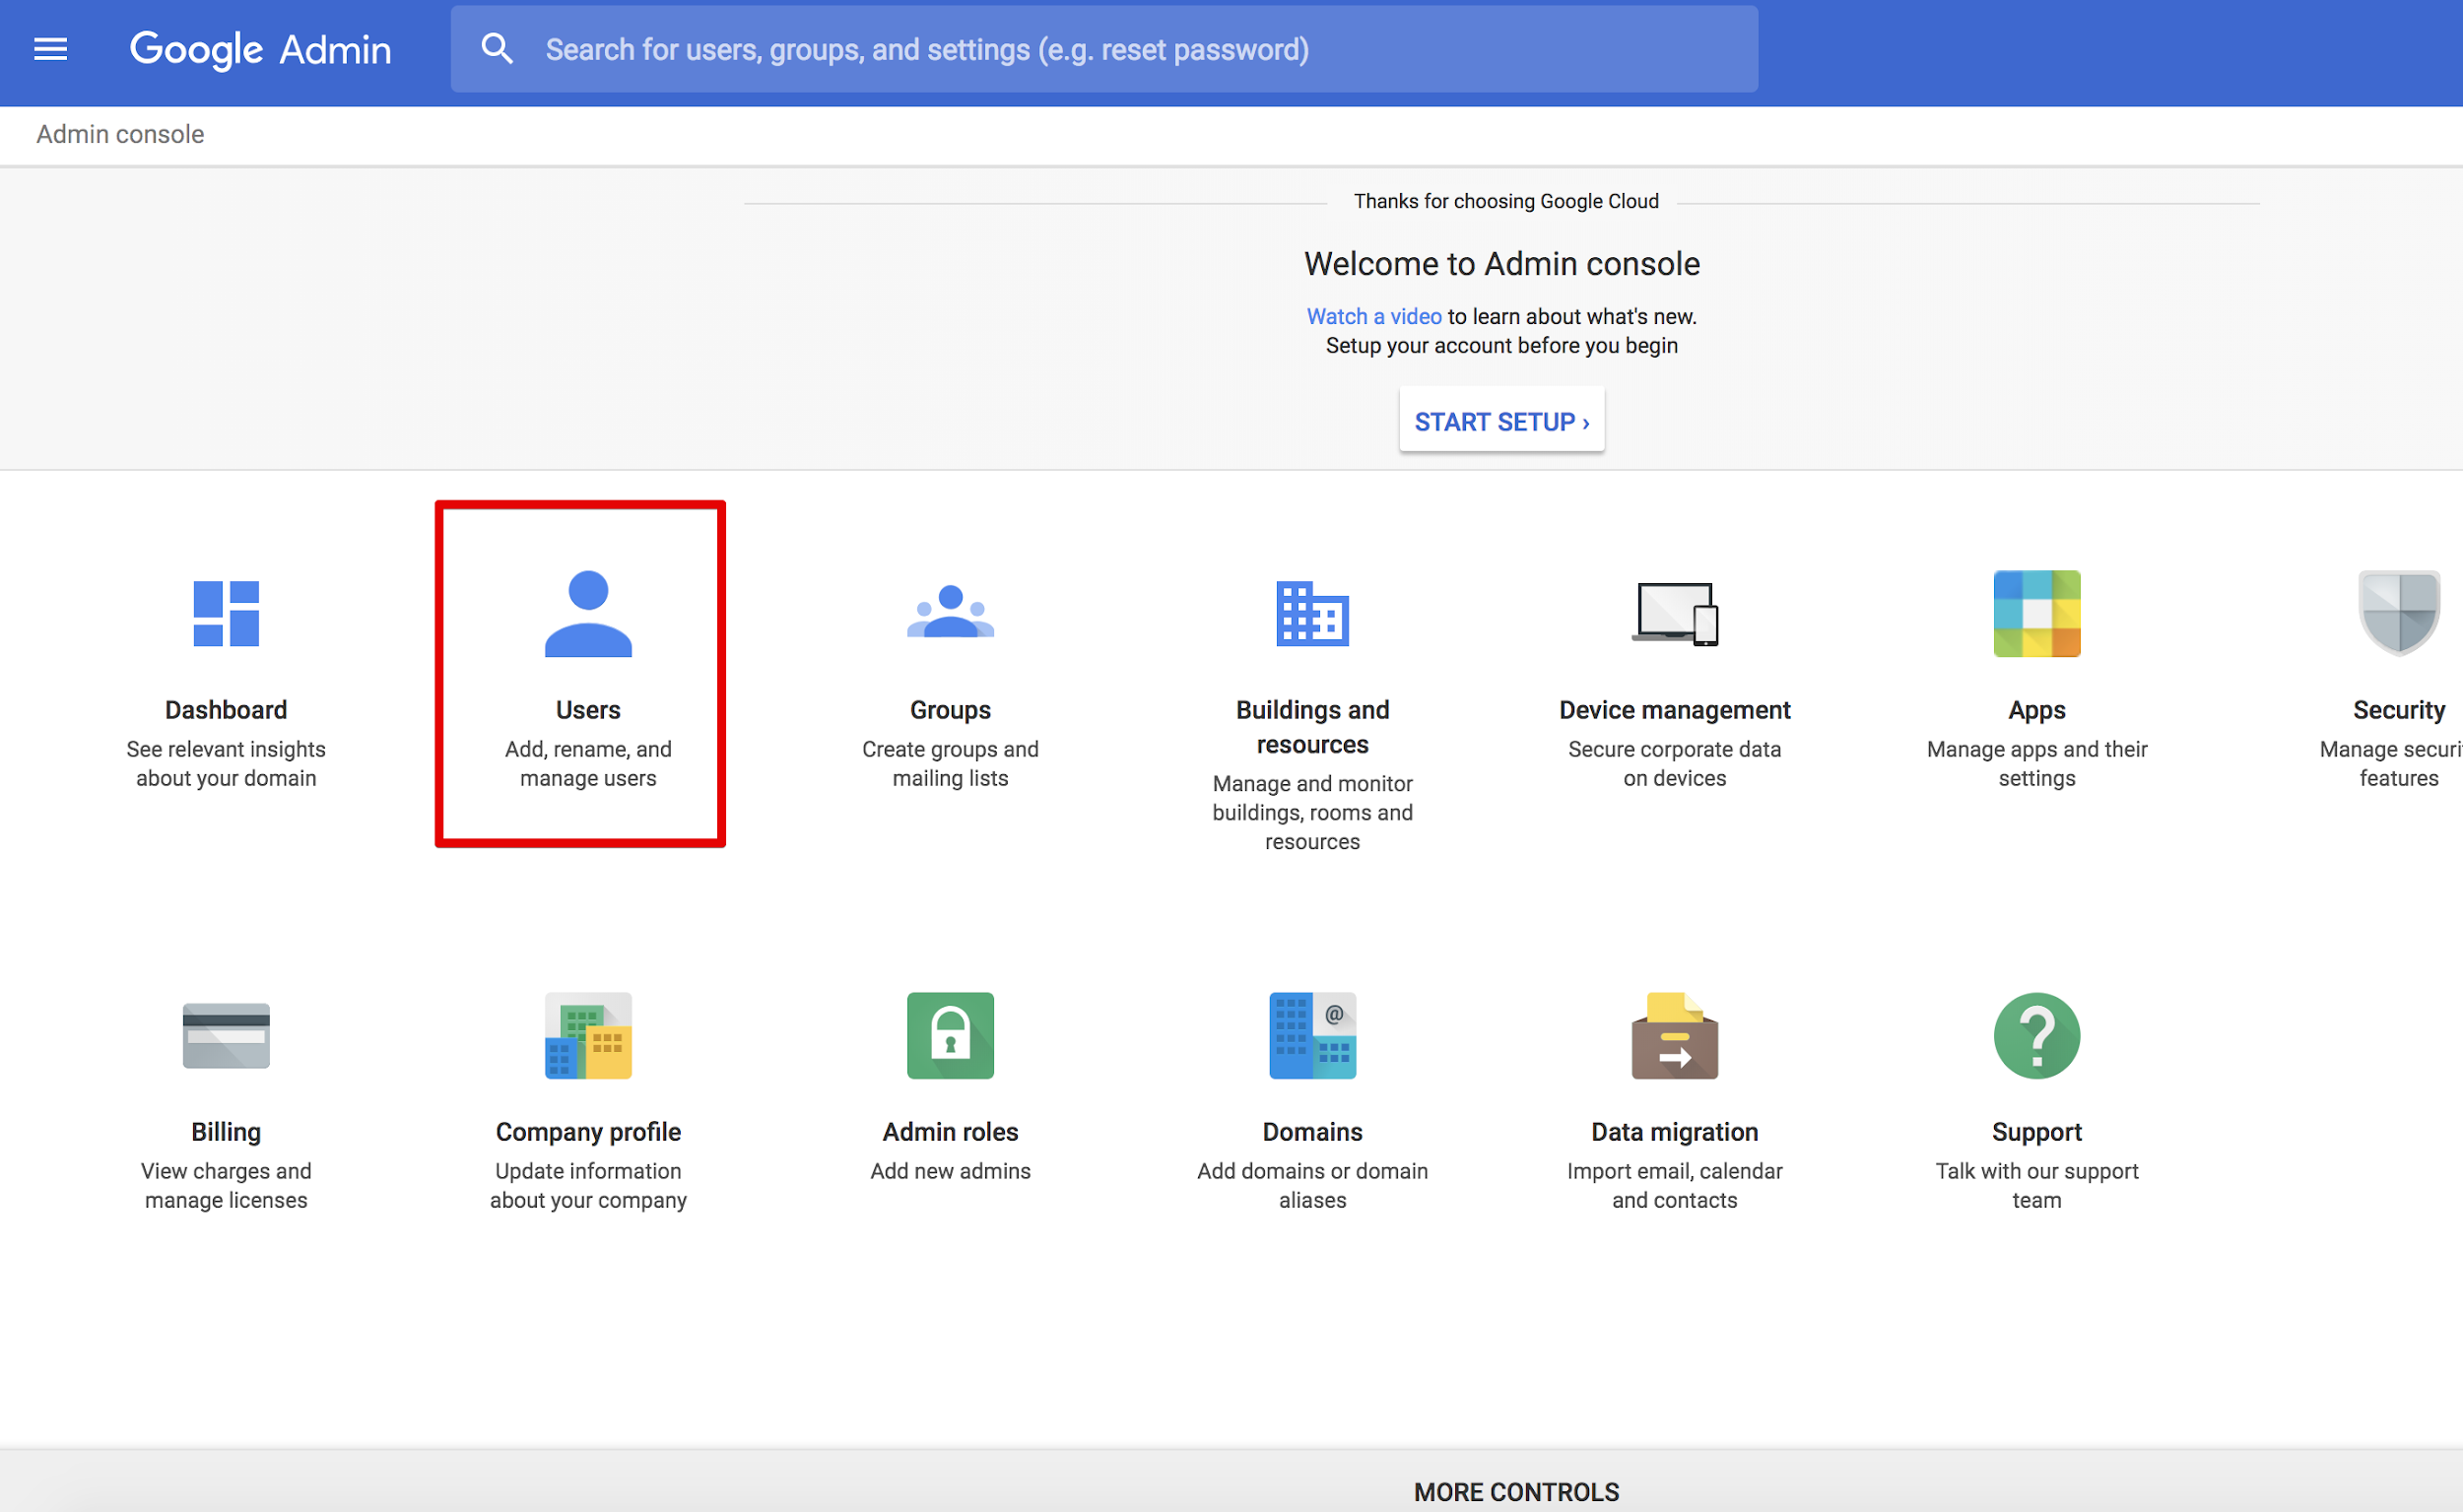 Google Admin
Search for users, groups, and settings (e.g. reset password)
Admin console
Thanks for choosing Google Cloud
Welcome to Admin console
Watch a video to learn about what's new.
Setup your account before you begin
START SETUP ›
Dashboard
See relevant insights
about your domain
Users
Add, rename, and
manage users
Groups
Create groups and
mailing lists
Buildings and
resources
Manage and monitor
buildings, rooms and
resources
Device management
Secure corporate data
on devices
Apps
Manage apps and their
settings
Security
Manage securi
features
Billing
View charges and
manage licenses
Company profile
Update information
about your company
Admin roles
Add new admins
@
Domains
Add domains or domain
aliases
Data migration
Import email, calendar
and contacts
?
Support
Talk with our support
team
MORE CONTROLS